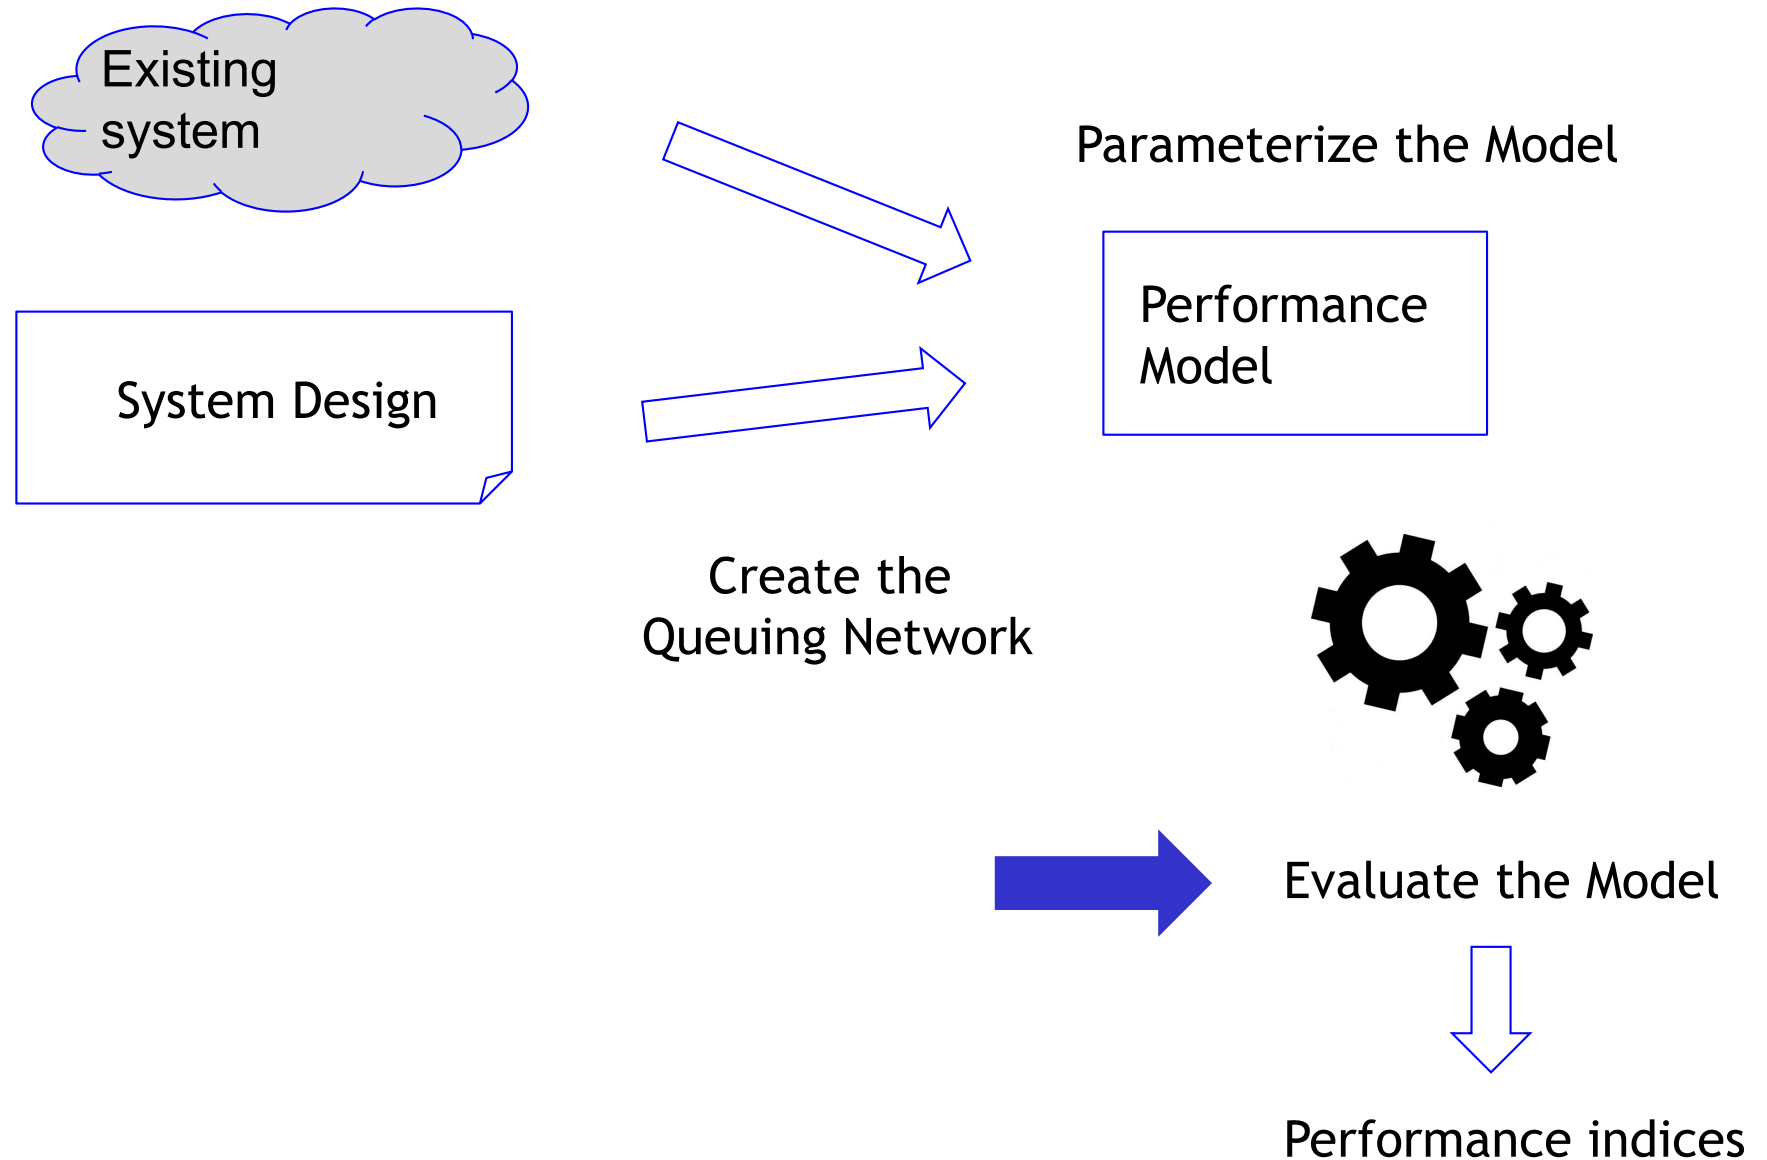 Existing
system
Parameterize the Model
Performance
Model
System Design
Create the
Queuing Network
Evaluate the Model
Performance indices